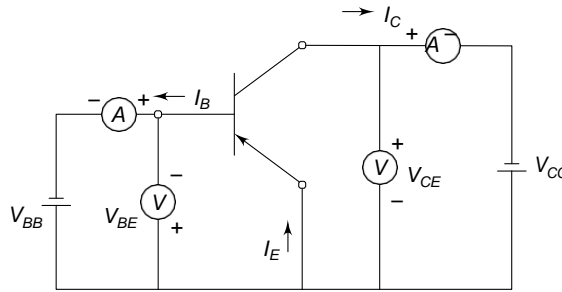 I_C
+ A −
− A + I_B
− V + V_BE
V_BB
+ V − V_CE
V_CC
I_E